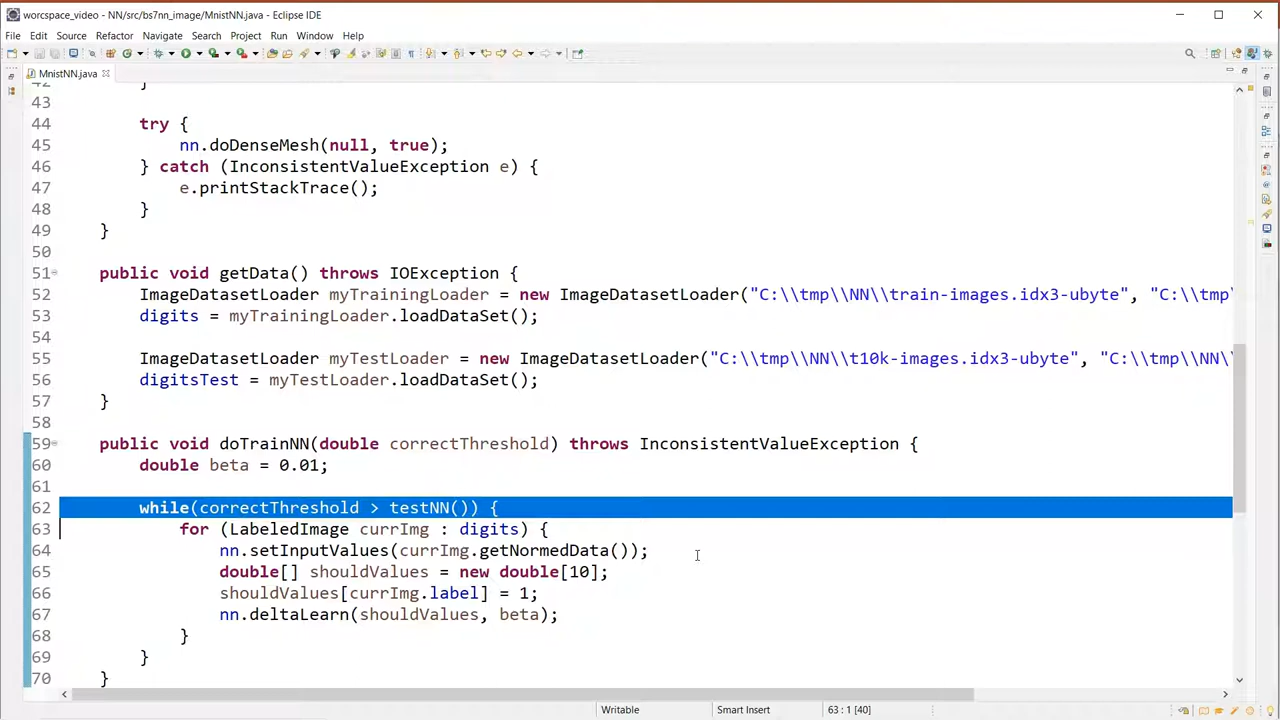 worcspace_video - NN/src/bs7nn_image/MnistNN.java - Eclipse IDE
File Edit Source Refactor Navigate Search Project Run Window Help
MnistNN.java
42 }
43
44 try {
45 nn.doDenseMesh(null, true);
46 } catch (InconsistentValueException e) {
47 e.printStackTrace();
48 }
49 }
50
51 public void getData() throws IOException {
52 ImageDatasetLoader myTrainingLoader = new ImageDatasetLoader("C:\\tmp\\NN\\train-images.idx3-ubyte", "C:\\tmp\
53 digits = myTrainingLoader.loadDataSet();
54
55 ImageDatasetLoader myTestLoader = new ImageDatasetLoader("C:\\tmp\\NN\\t10k-images.idx3-ubyte", "C:\\tmp\\NN\
56 digitsTest = myTestLoader.loadDataSet();
57 }
58
59 public void doTrainNN(double correctThreshold) throws InconsistentValueException {
60 double beta = 0.01;
61
62 while(correctThreshold > testNN()) {
63 for (LabeledImage currImg : digits) {
64 nn.setInputValues(currImg.getNormedData());
65 double[] shouldValues = new double[10];
66 shouldValues[currImg.label] = 1;
67 nn.deltaLearn(shouldValues, beta);
68 }
69 }
70 }
Writable Smart Insert 63 : 1 [40]